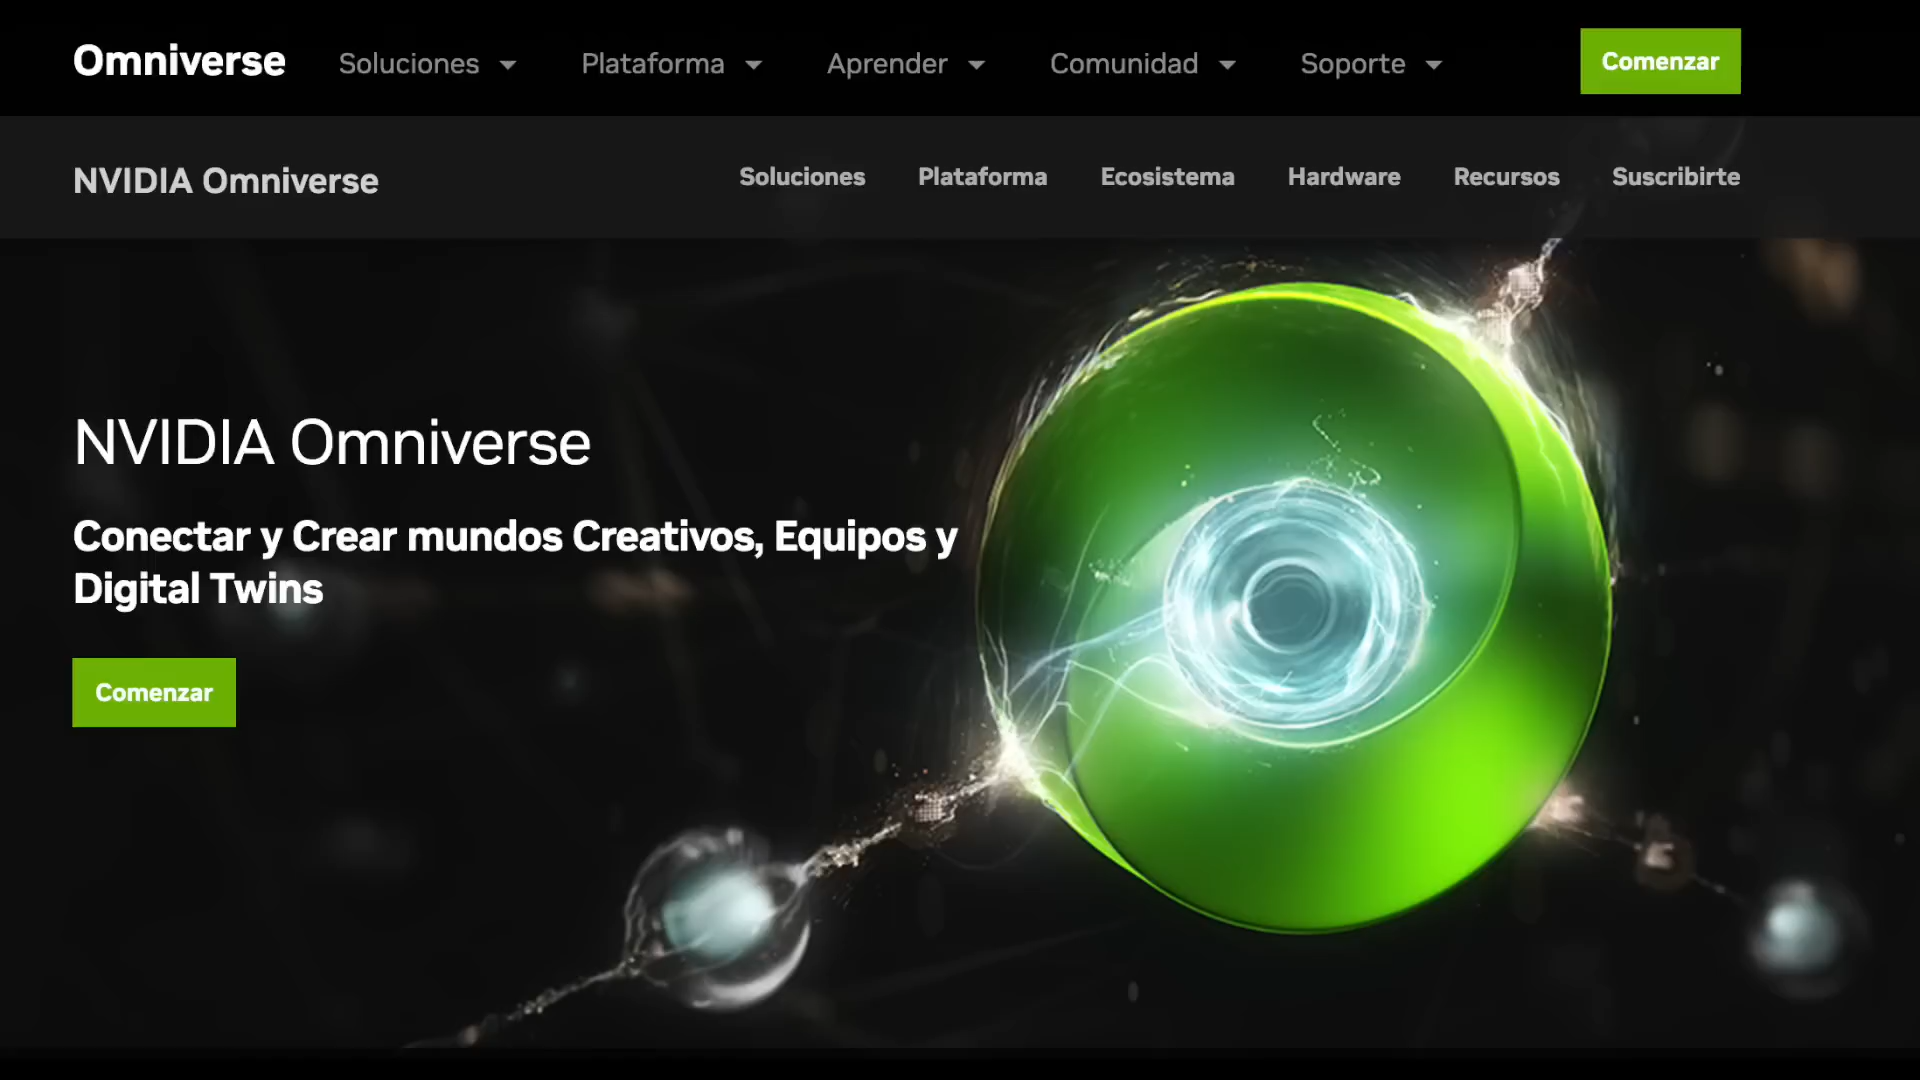 Omniverse Soluciones Plataforma Aprender Comunidad Soporte Comenzar
NVIDIA Omniverse Soluciones Plataforma Ecosistema Hardware Recursos Suscribirte
NVIDIA Omniverse
Conectar y Crear mundos Creativos, Equipos y
Digital Twins
Comenzar